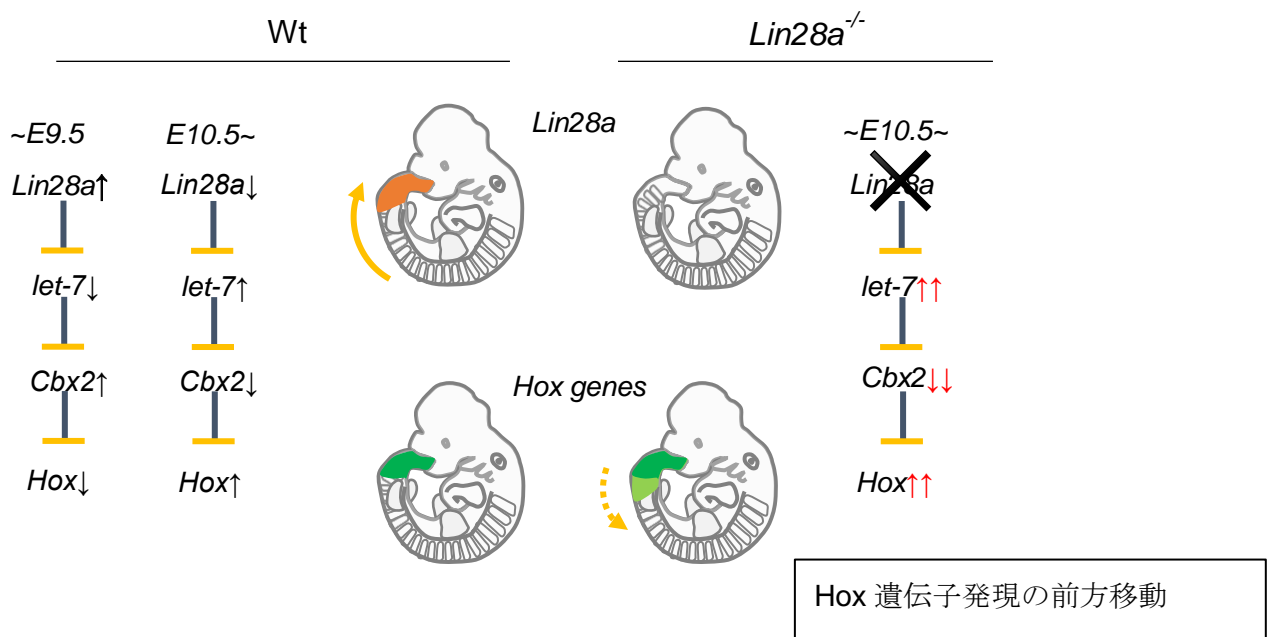 Wt
Lin28a-/-
~E9.5
E10.5~
Lin28a
~E10.5~
Lin28a↑
Lin28a↓
Lin28a
let-7↓
let-7↑
let-7↑↑
Cbx2↑
Cbx2↓
Hox genes
Cbx2↓↓
Hox↓
Hox↑
Hox↑↑
Hox 遺伝子発現の前方移動